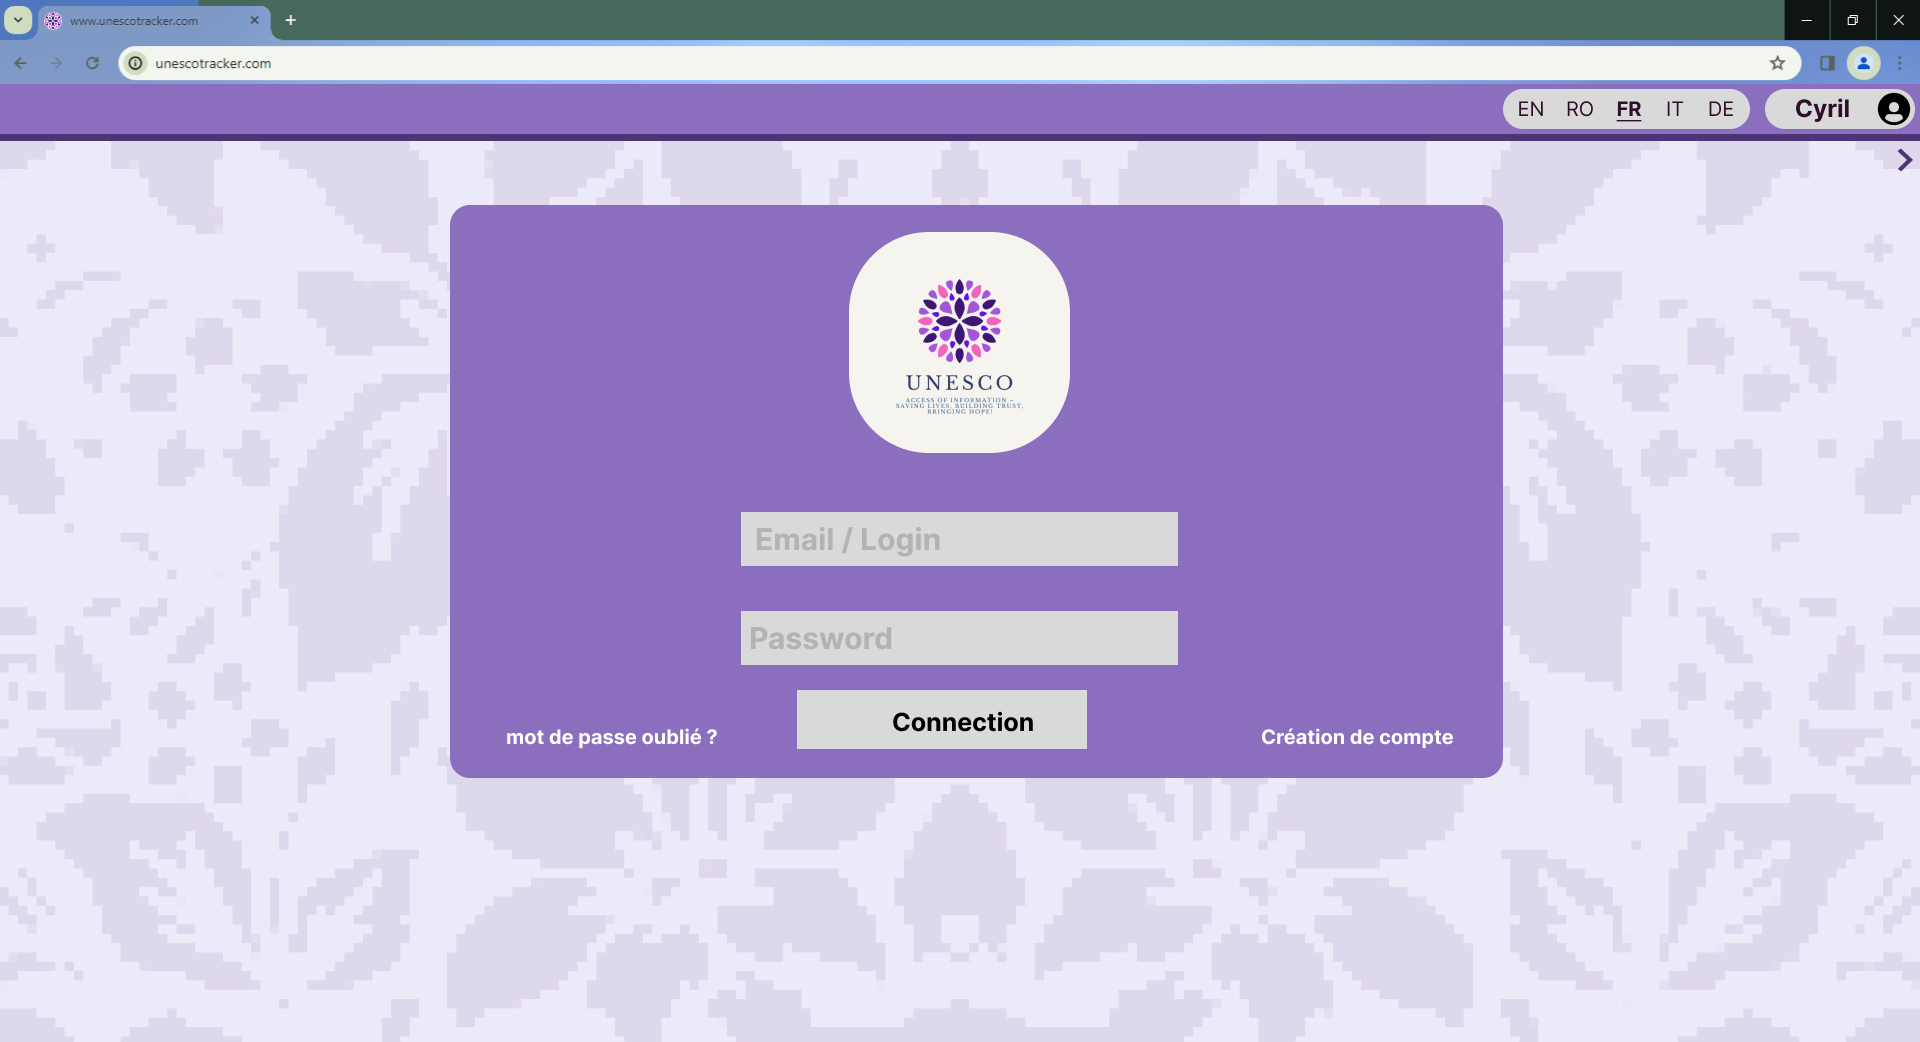 www.unescotracker.com
unescotracker.com
EN RO FR IT DE
Cyril
UNESCO
ACCESS OF INFORMATION –
SAVING LIVES, BUILDING TRUST,
BRINGING HOPE!
Email / Login
Password
Connection
mot de passe oublié ?
Création de compte